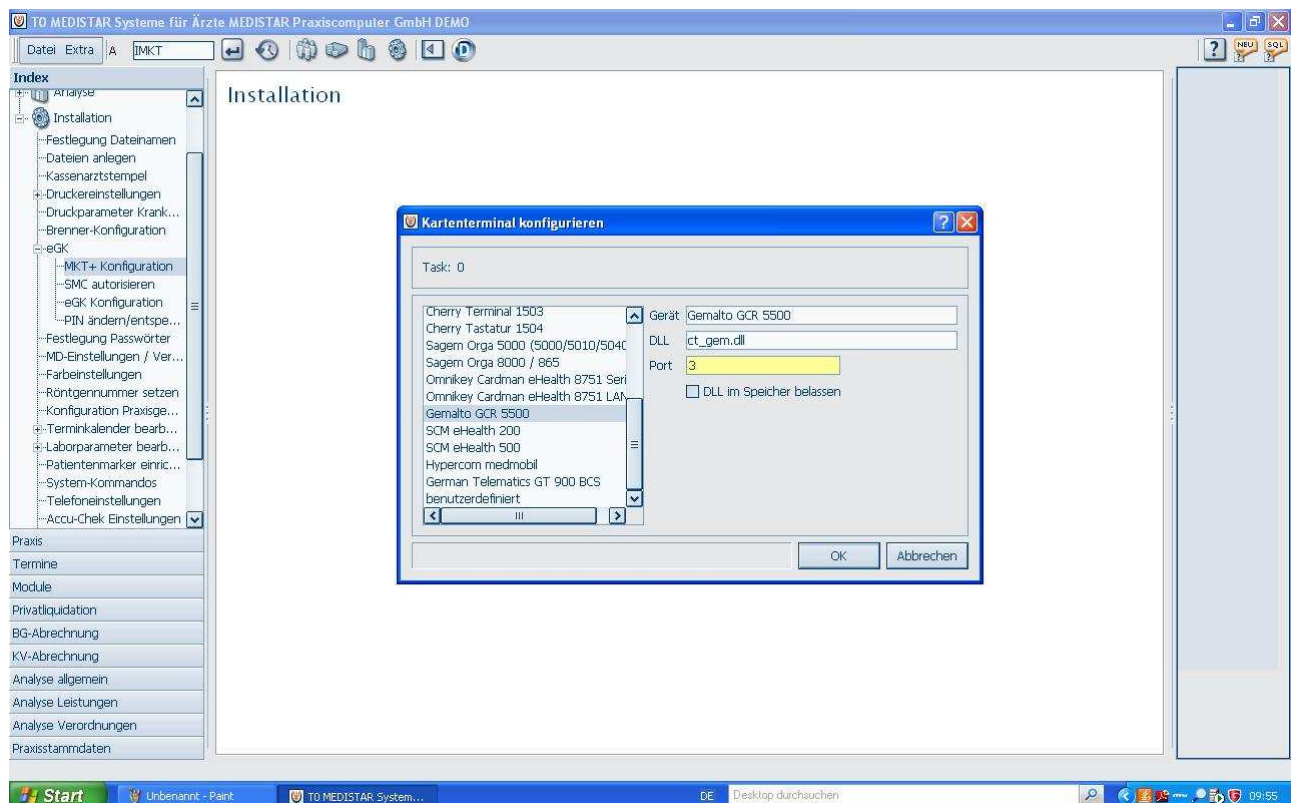 TO MEDISTAR Systeme für Ärzte MEDISTAR Praxiscomputer GmbH DEMO
Datei Extra A IMKT
NEU
SQL
Index
Analyse
Installation
Festlegung Dateinamen
Dateien anlegen
Kassenarztstempel
Druckereinstellungen
Druckparameter Krank...
Brenner-Konfiguration
eGK
MKT+ Konfiguration
SMC autorisieren
eGK Konfiguration
PIN ändern/entspe...
Festlegung Passwörter
MD-Einstellungen / Ver...
Farbeinstellungen
Röntgennummer setzen
Konfiguration Praxisge...
Terminkalender bearb...
Laborparameter bearb...
Patientenmarker einric...
System-Kommandos
Telefoneinstellungen
Accu-Chek Einstellungen
Praxis
Termine
Module
Privatliquidation
BG-Abrechnung
KV-Abrechnung
Analyse allgemein
Analyse Leistungen
Analyse Verordnungen
Praxisstammdaten
Installation
Kartenterminal konfigurieren
Task: 0
Cherry Terminal 1503
Cherry Tastatur 1504
Sagem Orga 5000 (5000/5010/5040
Sagem Orga 8000 / 865
Omnikey Cardman eHealth 8751 Seri
Omnikey Cardman eHealth 8751 LAN
Gemalto GCR 5500
SCM eHealth 200
SCM eHealth 500
Hypercom medmobil
German Telematics GT 900 BCS
benutzerdefiniert
Gerät Gemalto GCR 5500
DLL ct_gem.dll
Port 3
DLL im Speicher belassen
OK Abbrechen
Start
Unbenannt - Paint
TO MEDISTAR System...
DE
Desktop durchsuchen
09:55